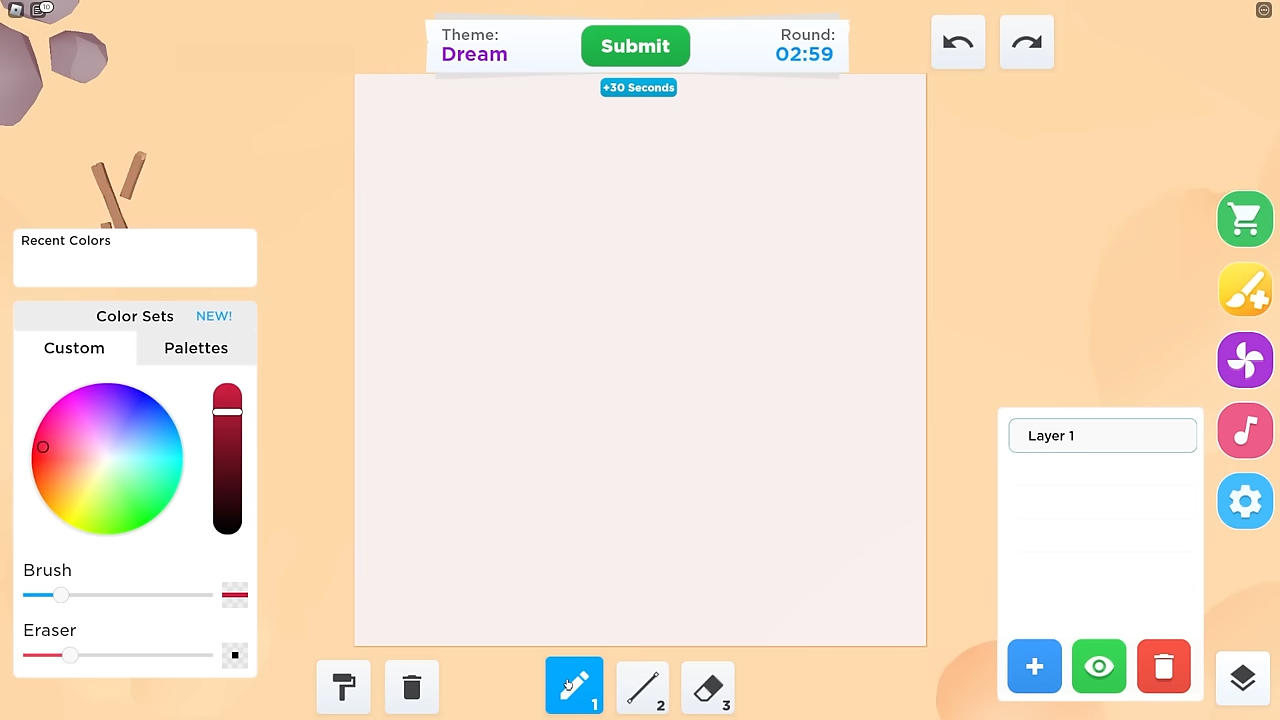 10
Theme:
Dream
Submit
Round:
02:59
+30 Seconds
Recent Colors
Color Sets NEW!
Custom Palettes
Layer 1
Brush
Eraser
1
2
3